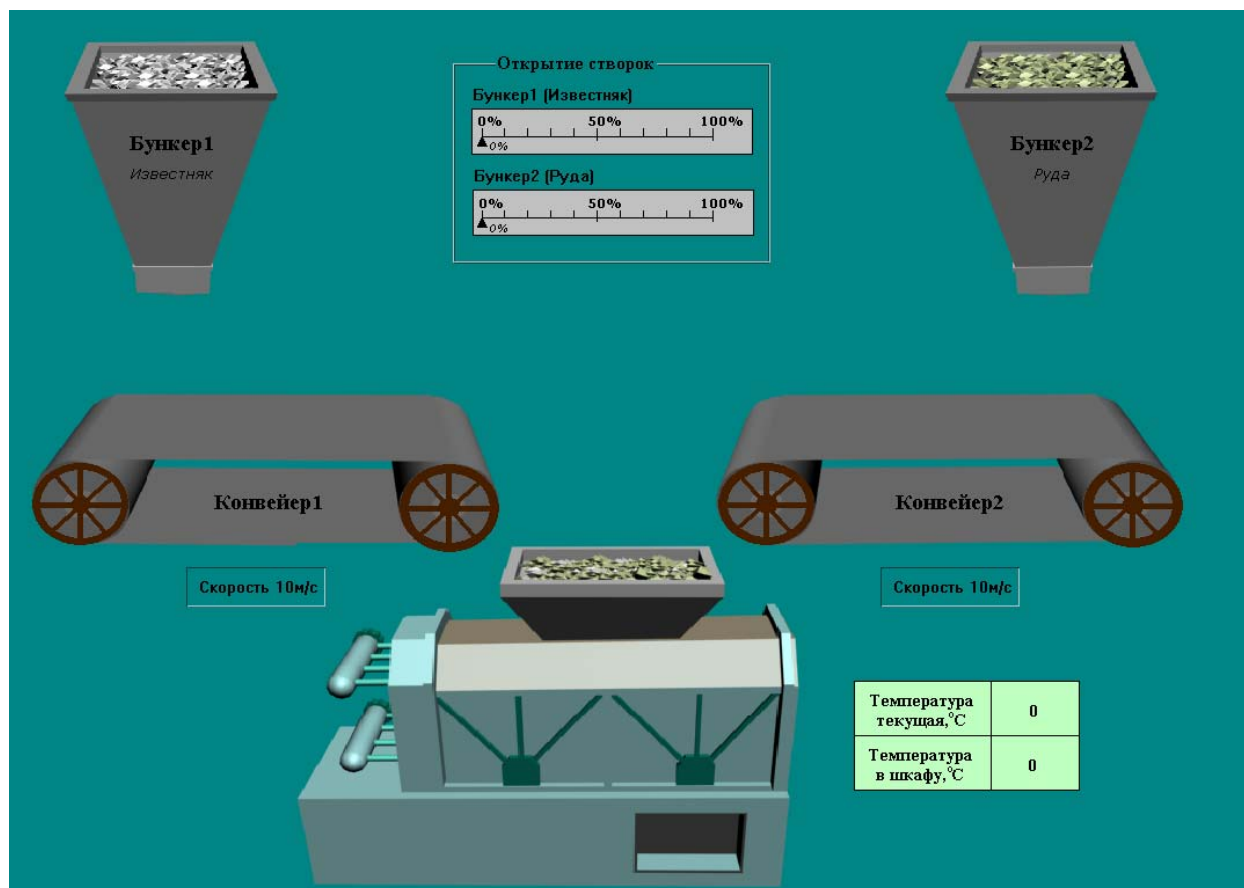 Открытие створок
Бункер1 (Известняк)
0% 50% 100%
0%
Бункер2 (Руда)
0% 50% 100%
0%
Бункер1
Известняк
Бункер2
Руда
Конвейер1
Конвейер2
Скорость 10м/с
Скорость 10м/с
Температура
текущая,°С
0
Температура
в шкафу,°С
0